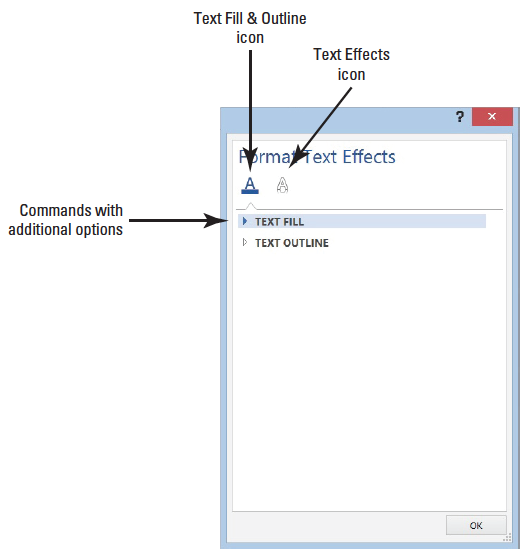 Text Fill & Outline
icon
Text Effects
icon
?
Format Text Effects
A
A
Commands with
additional options
TEXT FILL
TEXT OUTLINE
OK